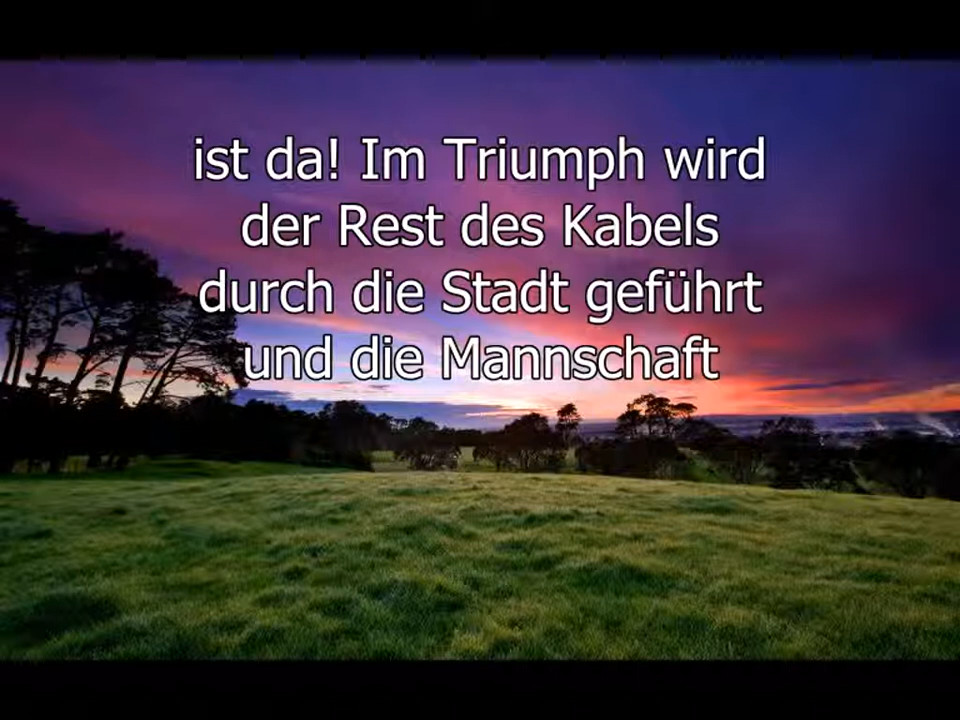 ist da! Im Triumph wird
der Rest des Kabels
durch die Stadt geführt
und die Mannschaft